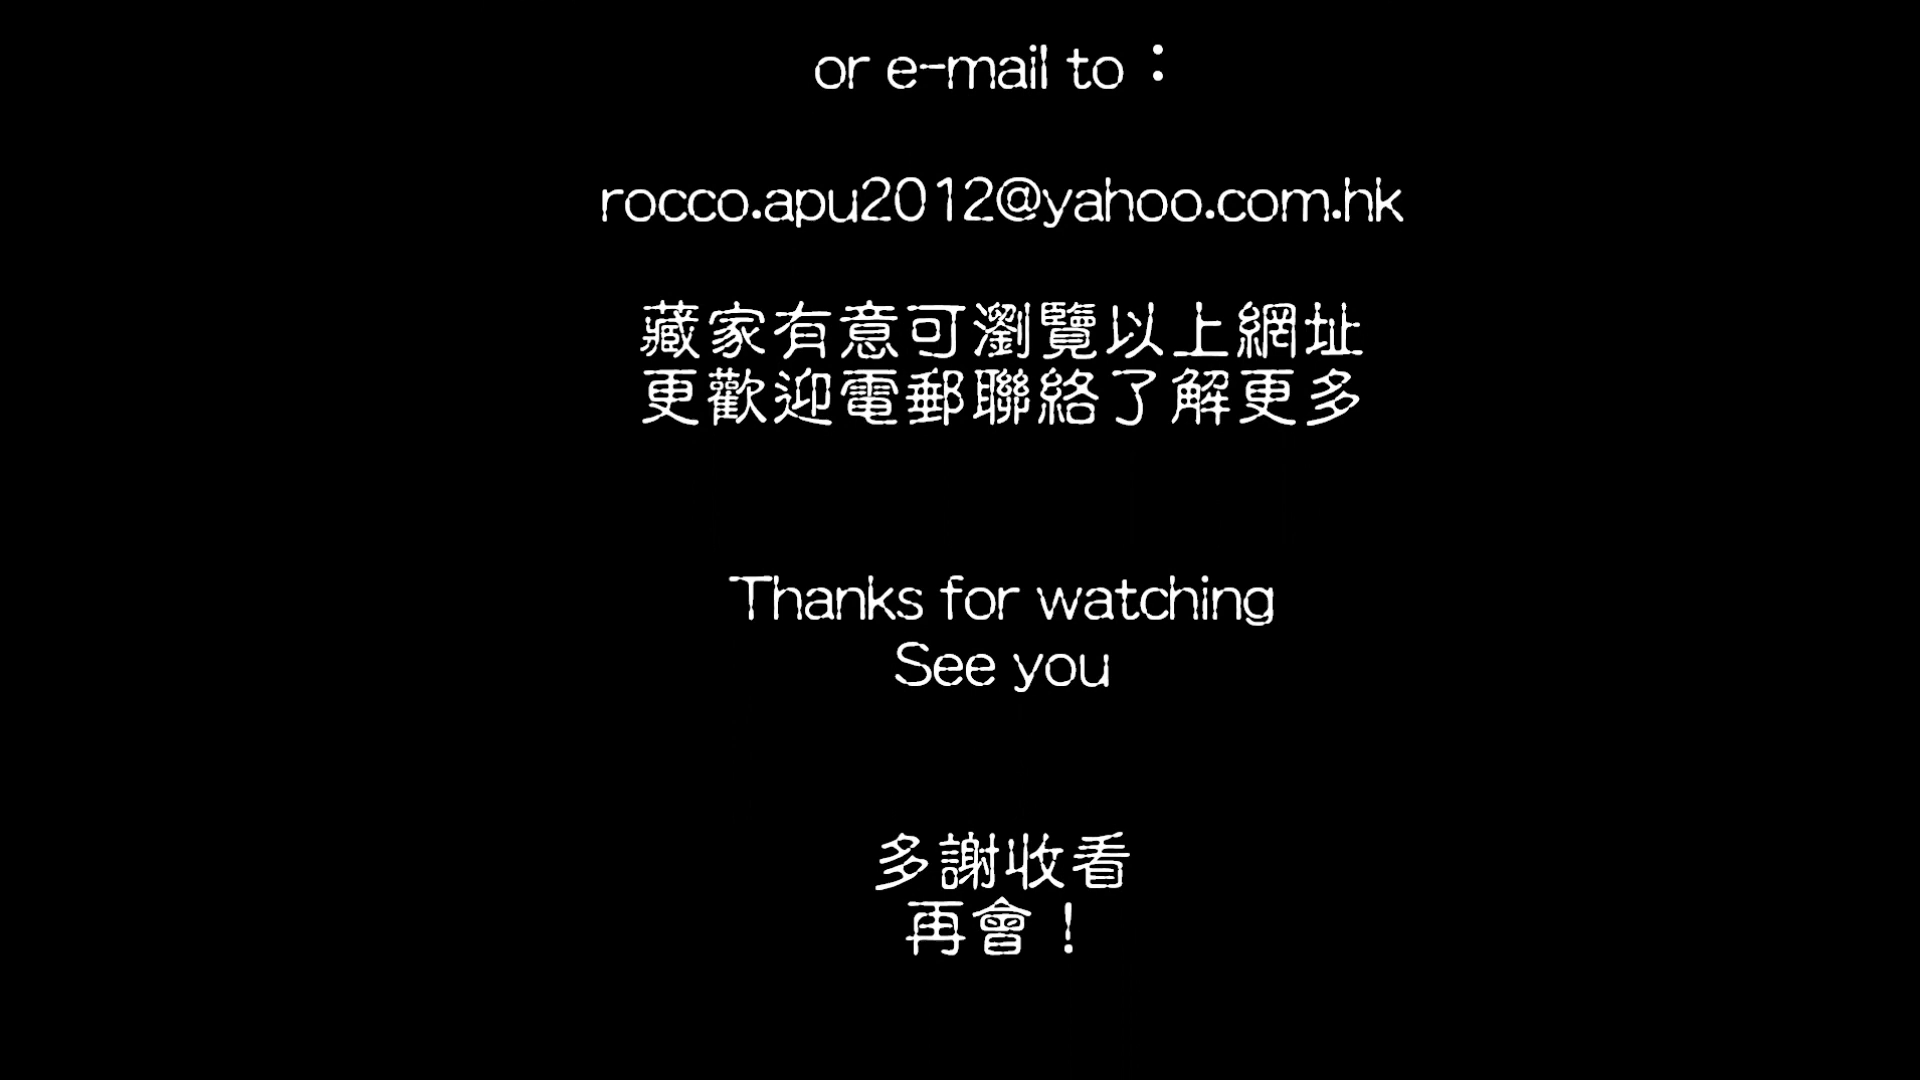 or e-mail to：
rocco.apu2012@yahoo.com.hk
藏家有意可瀏覽以上網址
更歡迎電郵聯絡了解更多
Thanks for watching
See you
多謝收看
再會！